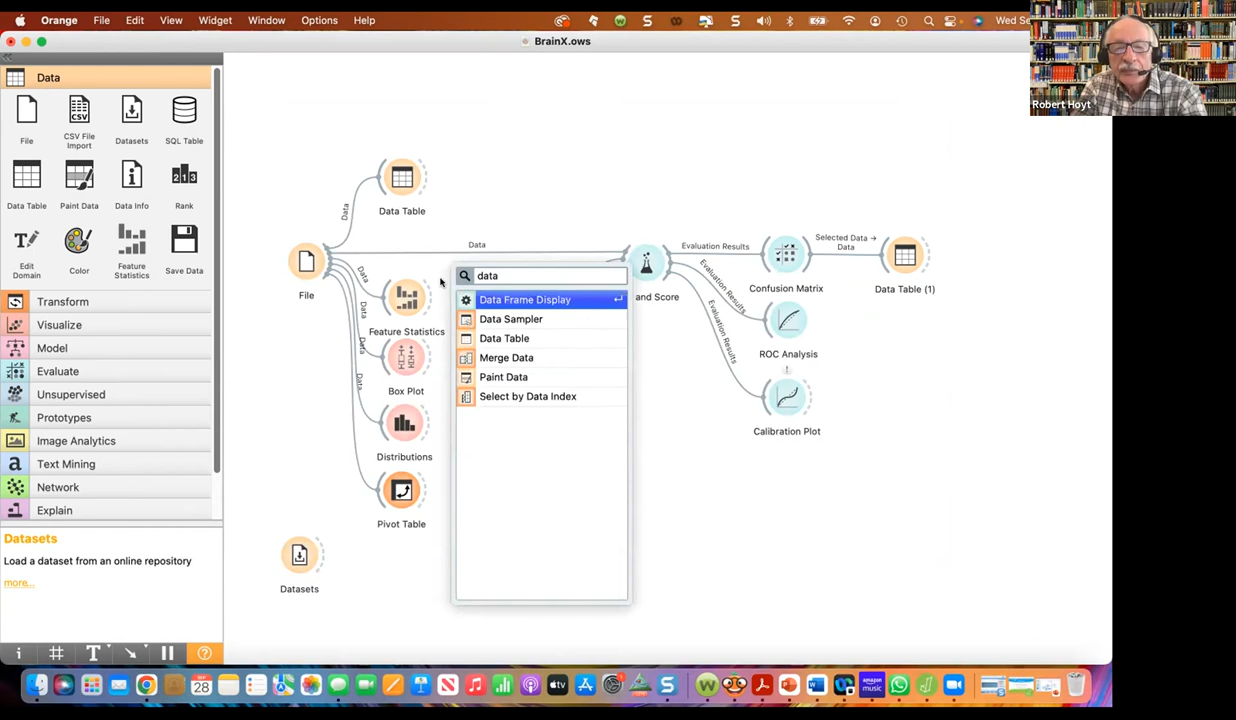 Orange File Edit View Widget Window Options Help
Wed Se
BrainX.ows
Robert Hoyt
Data
File
CSV File Import
Datasets
SQL Table
Data Table
Paint Data
Data Info
Rank
Edit Domain
Color
Feature Statistics
Save Data
Transform
Visualize
Model
Evaluate
Unsupervised
Prototypes
Image Analytics
Text Mining
Network
Explain
Datasets
Load a dataset from an online repository
more...
Data Table
Data
Data
File
Data
Data
Data
Data
Feature Statistics
Box Plot
Distributions
Pivot Table
Datasets
data
Data Frame Display
Data Sampler
Data Table
Merge Data
Paint Data
Select by Data Index
and Score
Evaluation Results
Evaluation Results
Evaluation Results
Confusion Matrix
Selected Data →
Data
Data Table (1)
ROC Analysis
Calibration Plot
SEP
28
amazon music